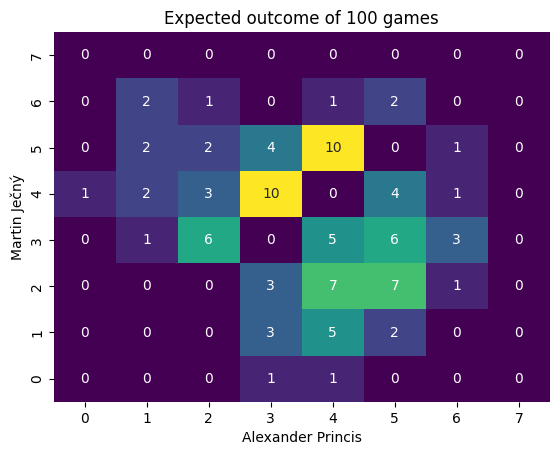 Expected outcome of 100 games
7 0 0 0 0 0 0 0 0
6 0 2 1 0 1 2 0 0
5 0 2 2 4 10 0 1 0
4 1 2 3 10 0 4 1 0
3 0 1 6 0 5 6 3 0
2 0 0 0 3 7 7 1 0
1 0 0 0 3 5 2 0 0
0 0 0 0 1 1 0 0 0
0 1 2 3 4 5 6 7
Martin Ječný
Alexander Princis